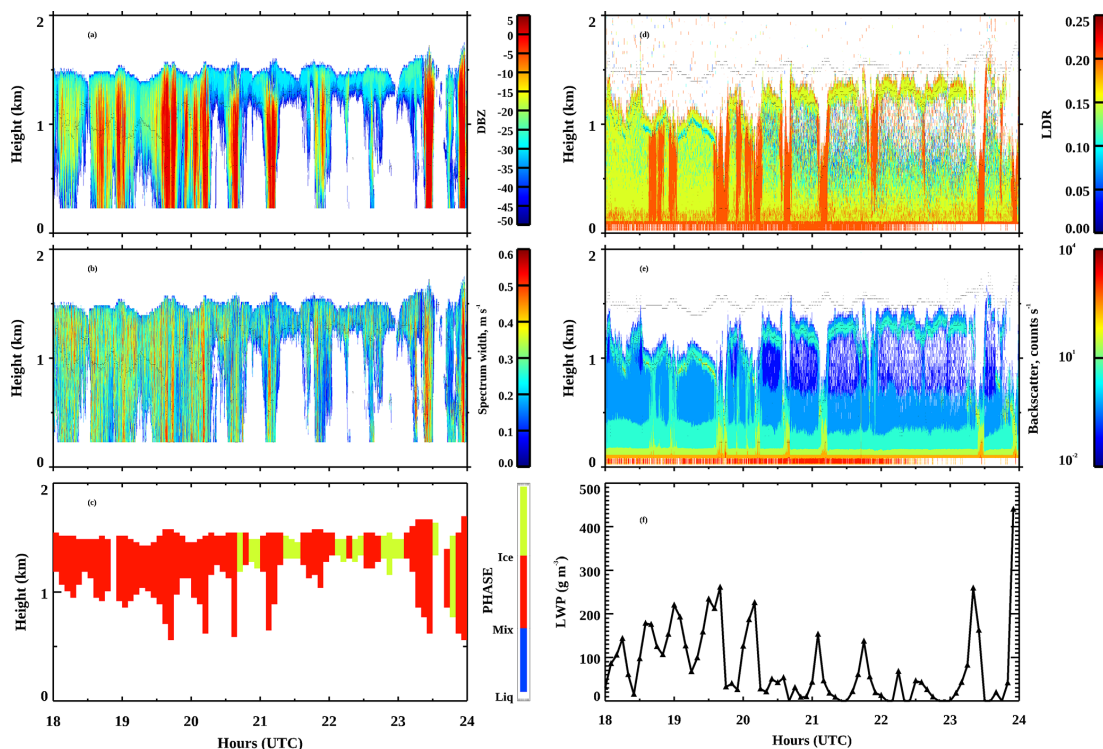 2
(a)
1
0
Height (km)
5
0
-5
-10
-15
-20
-25
-30
-35
-40
-45
-50
DBZ
2
(d)
1
0
Height (km)
0.25
0.20
0.15
0.10
0.05
0.00
LDR
2
(b)
1
0
Height (km)
0.6
0.5
0.4
0.3
0.2
0.1
0.0
Spectrum width, m s⁻¹
2
(e)
1
0
Height (km)
10⁴
10¹
10⁻²
Backscatter, counts s⁻¹
2
(c)
1
0
Height (km)
18 19 20 21 22 23 24
Hours (UTC)
Ice
Mix
Liq
PHASE
500
(f)
400
300
200
100
0
LWP (g m⁻³)
18 19 20 21 22 23 24
Hours (UTC)